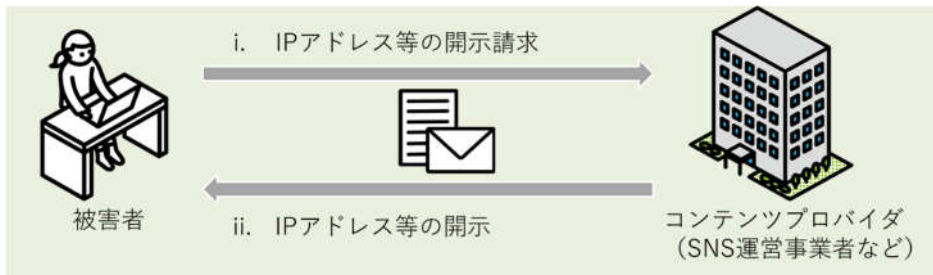 i. IPアドレス等の開示請求
被害者
ii. IPアドレス等の開示
コンテンツプロバイダ
（SNS運営事業者など）